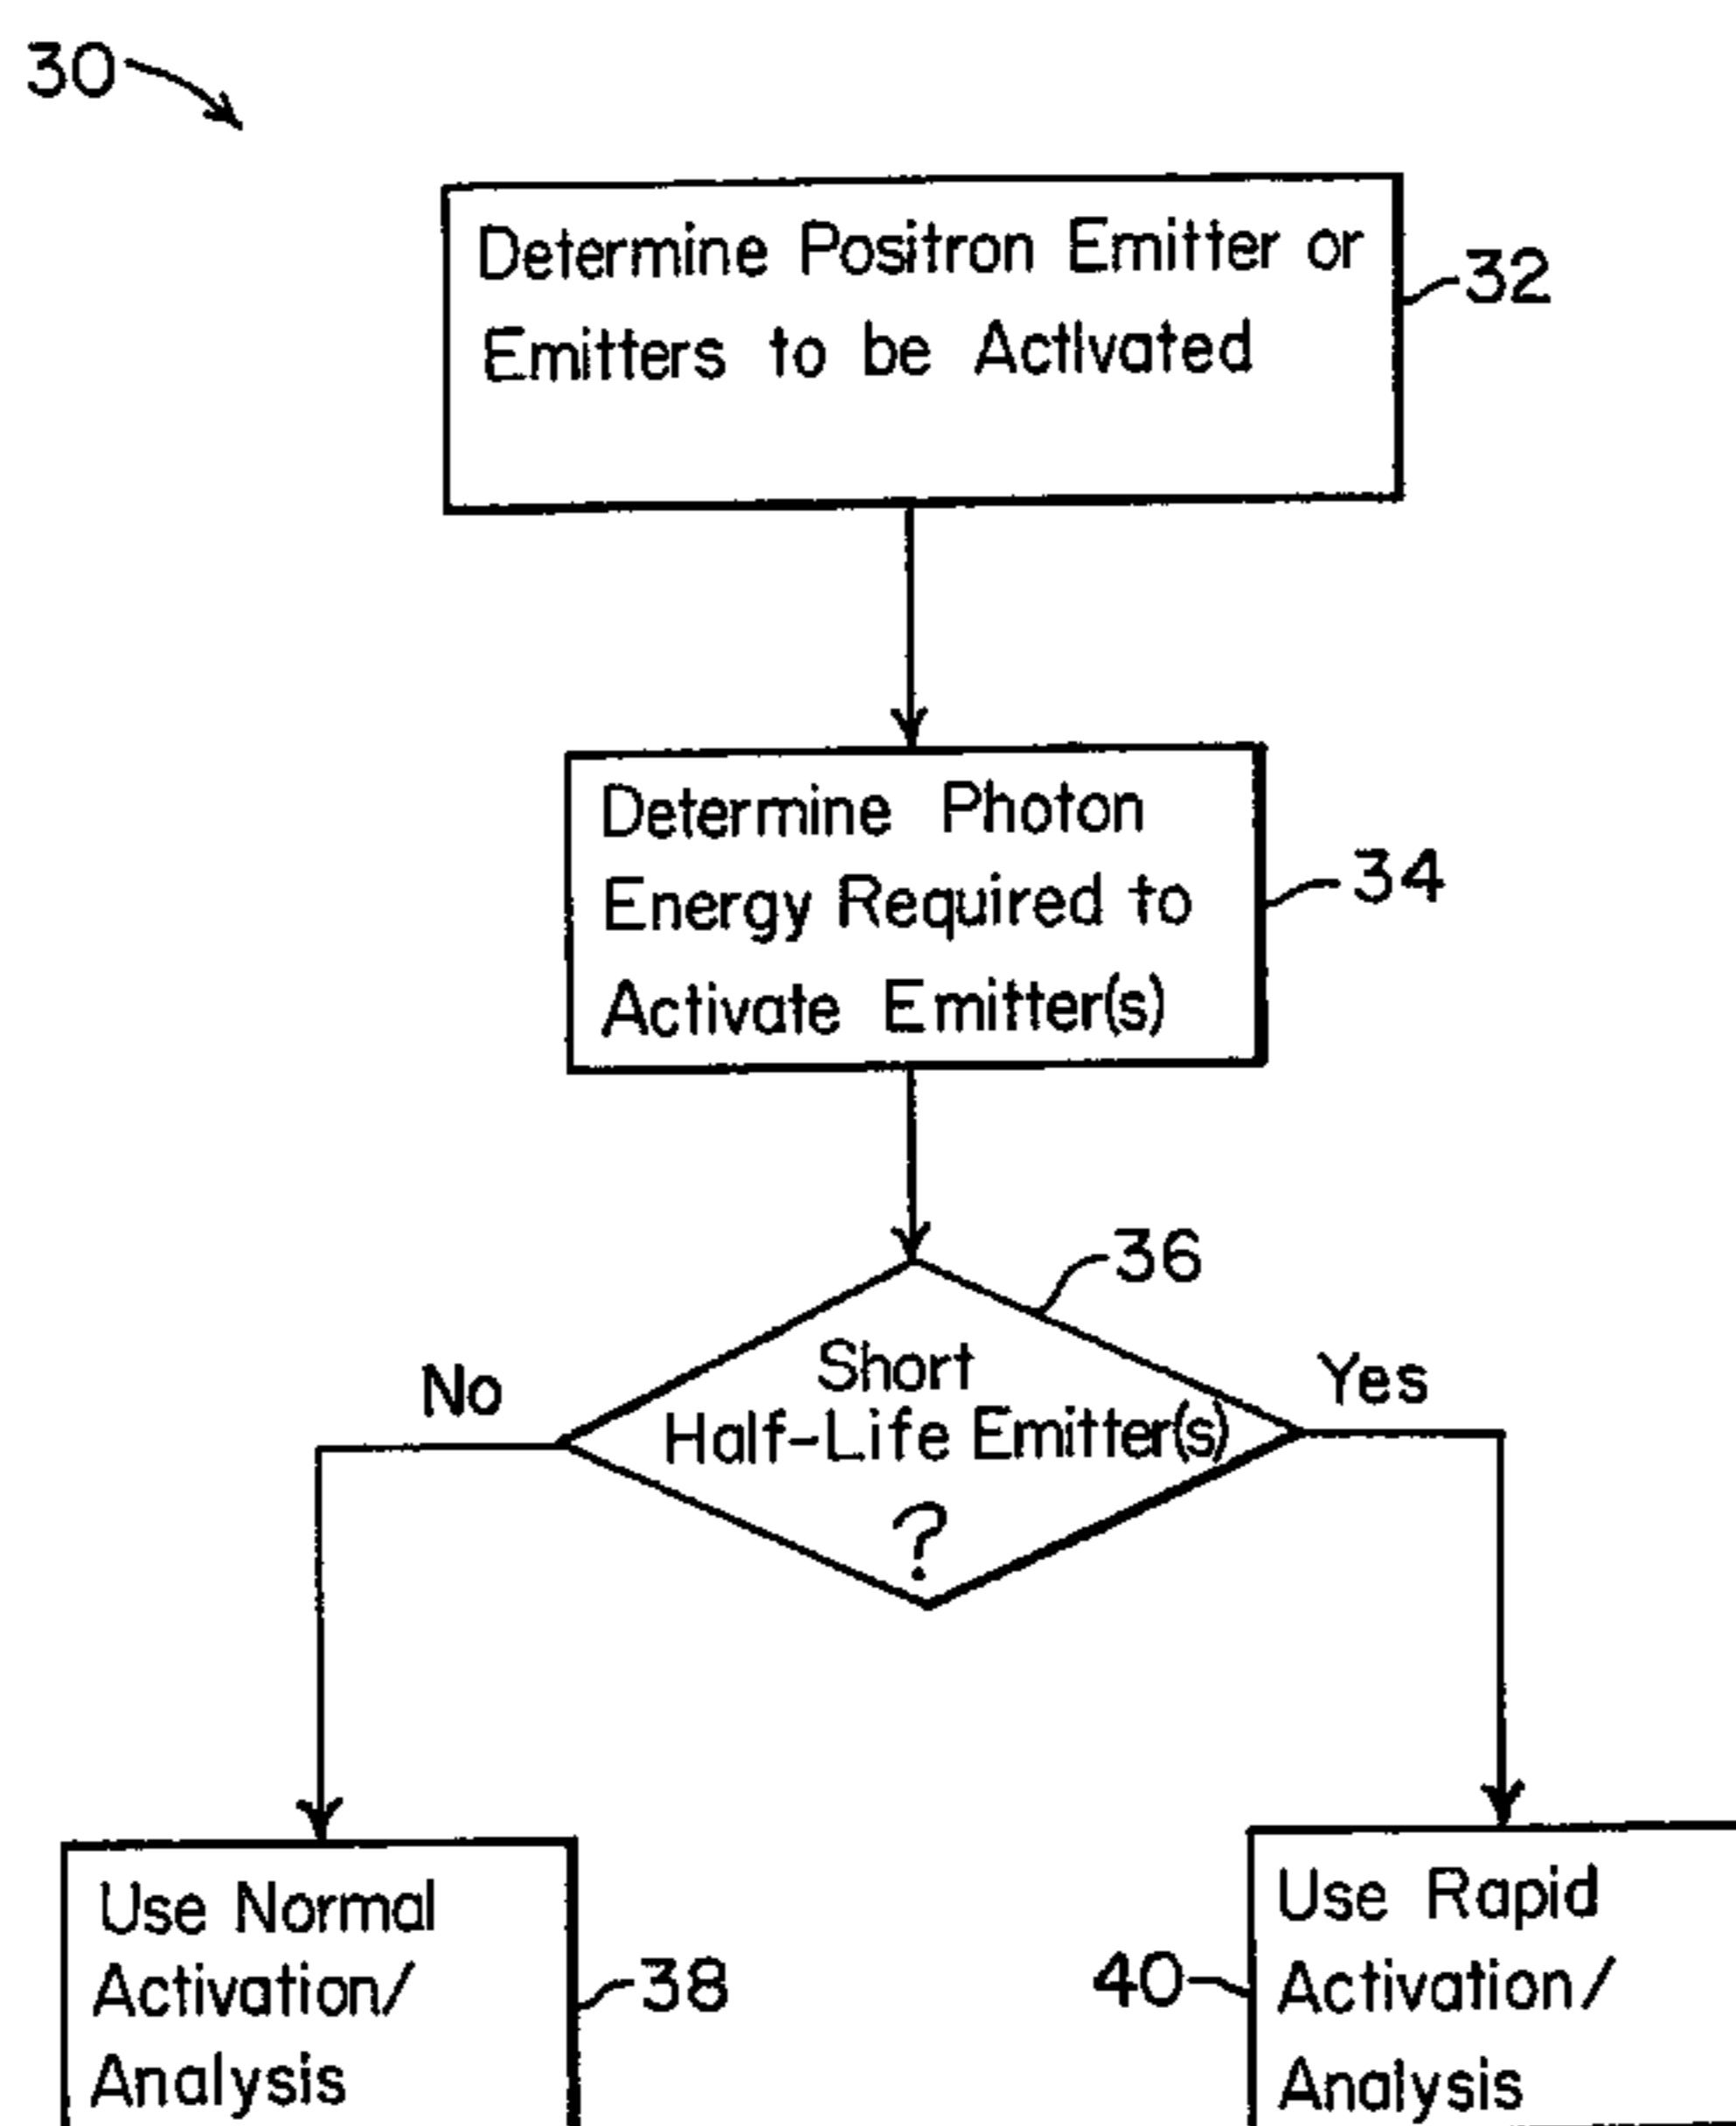 30
Determine Positron Emitter or
Emitters to be Activated
32
Determine Photon
Energy Required to
Activate Emitter(s)
34
36
Short
Half-Life Emitter(s)
?
No
Yes
Use Normal
Activation/
Analysis
38
40
Use Rapid
Activation/
Analysis